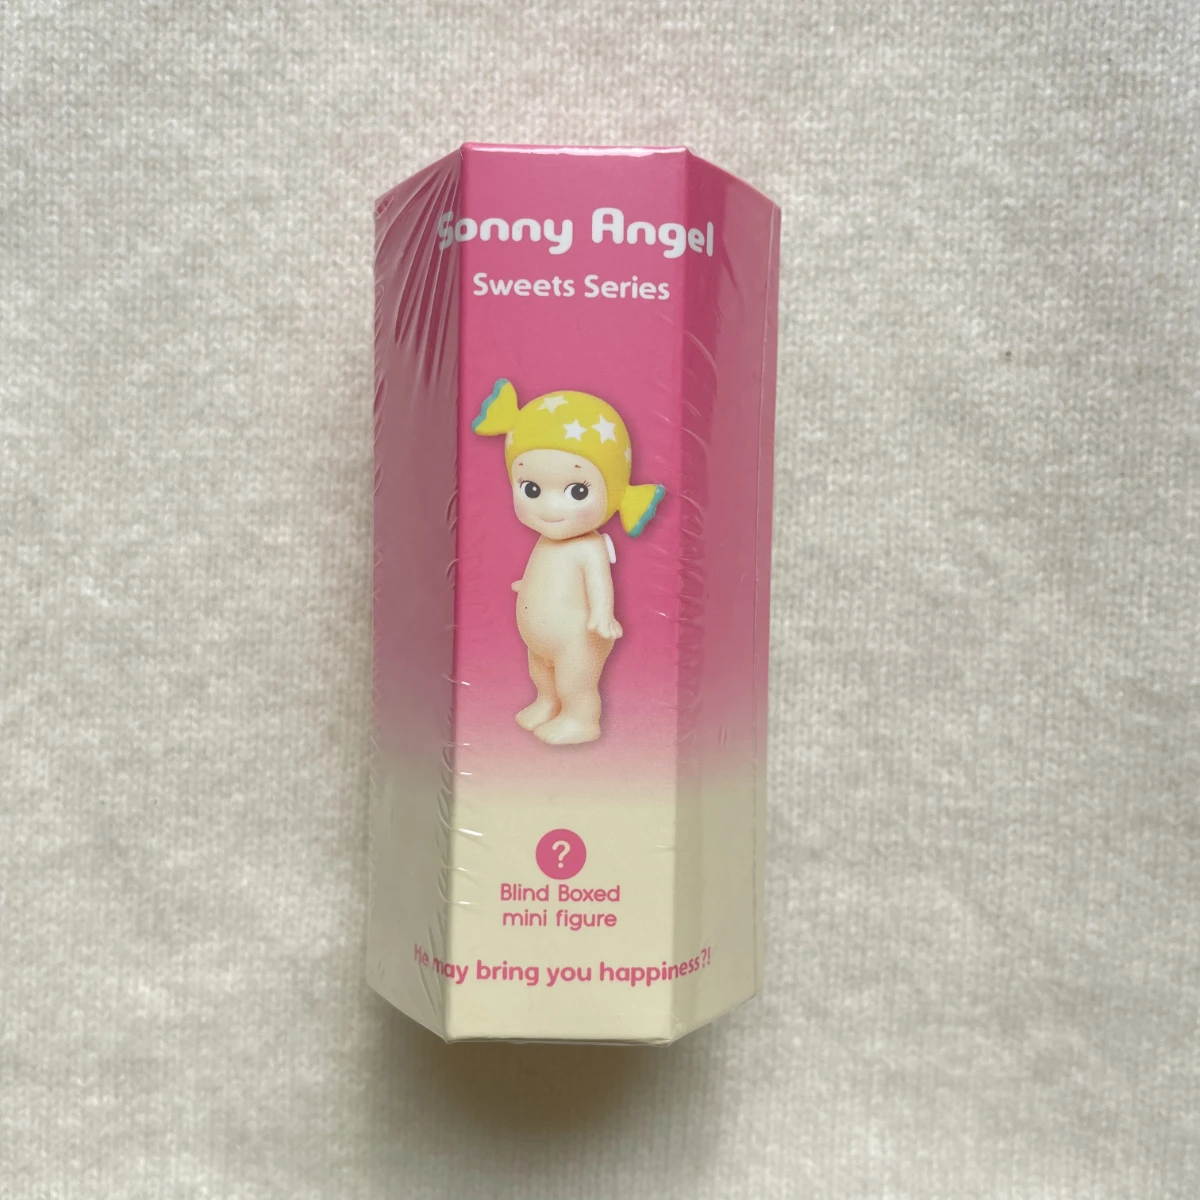 Sonny Angel
Sweets Series
?
Blind Boxed
mini figure
He may bring you happiness?!